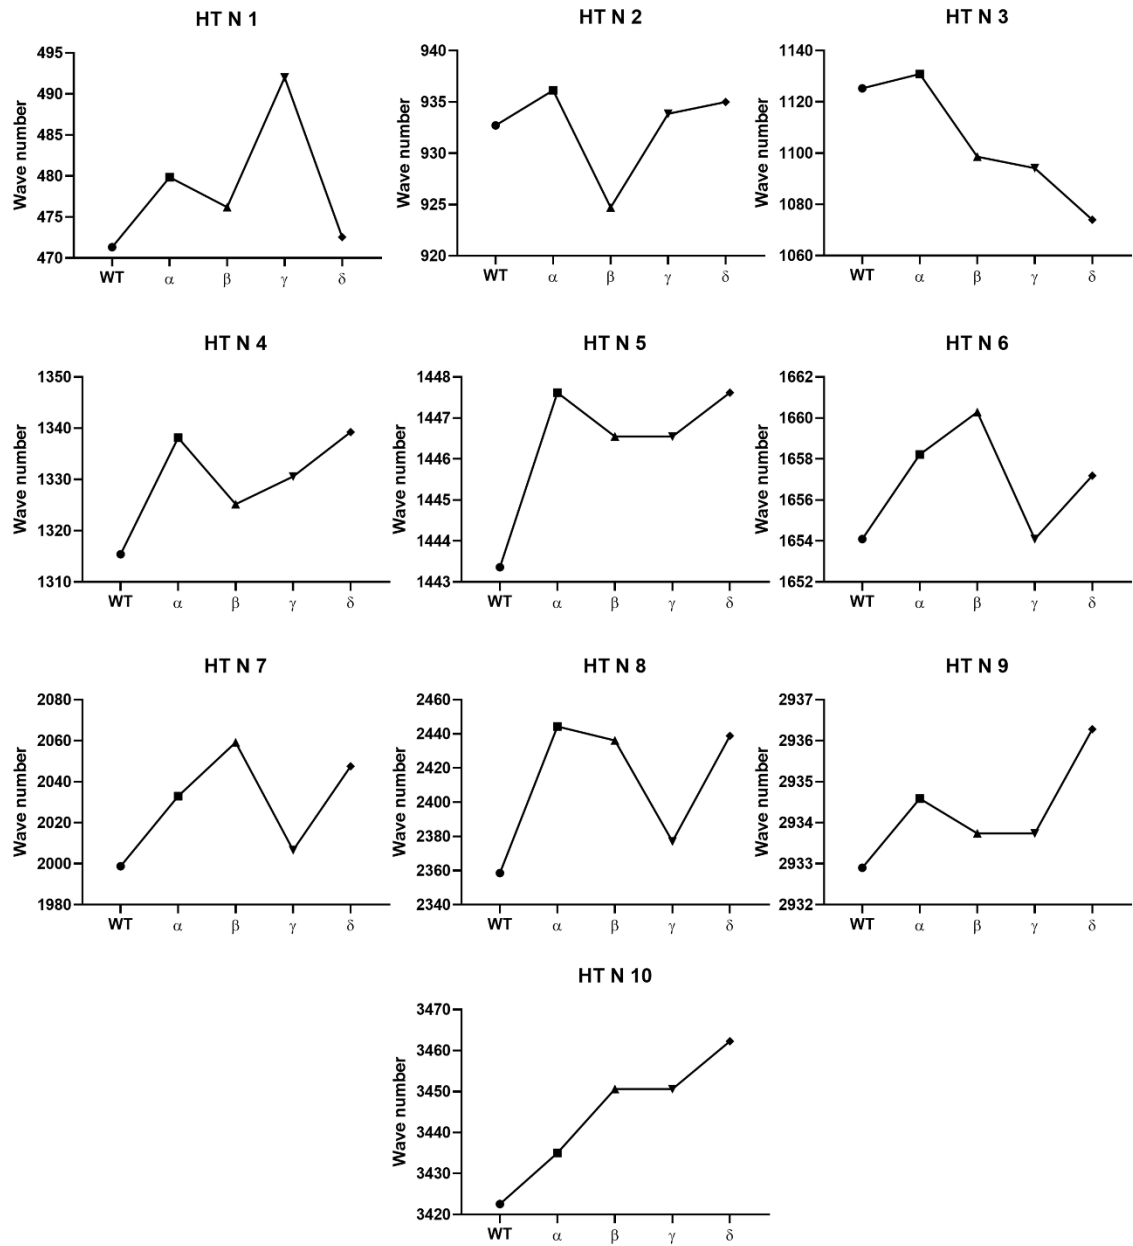 HT N 1
HT N 2
HT N 3
Wave number
495
490
485
480
475
470
WT α β γ δ
Wave number
940
935
930
925
920
WT α β γ δ
Wave number
1140
1120
1100
1080
1060
WT α β γ δ
HT N 4
HT N 5
HT N 6
Wave number
1350
1340
1330
1320
1310
WT α β γ δ
Wave number
1448
1447
1446
1445
1444
1443
WT α β γ δ
Wave number
1662
1660
1658
1656
1654
1652
WT α β γ δ
HT N 7
HT N 8
HT N 9
Wave number
2080
2060
2040
2020
2000
1980
WT α β γ δ
Wave number
2460
2440
2420
2400
2380
2360
2340
WT α β γ δ
Wave number
2937
2936
2935
2934
2933
2932
WT α β γ δ
HT N 10
Wave number
3470
3460
3450
3440
3430
3420
WT α β γ δ